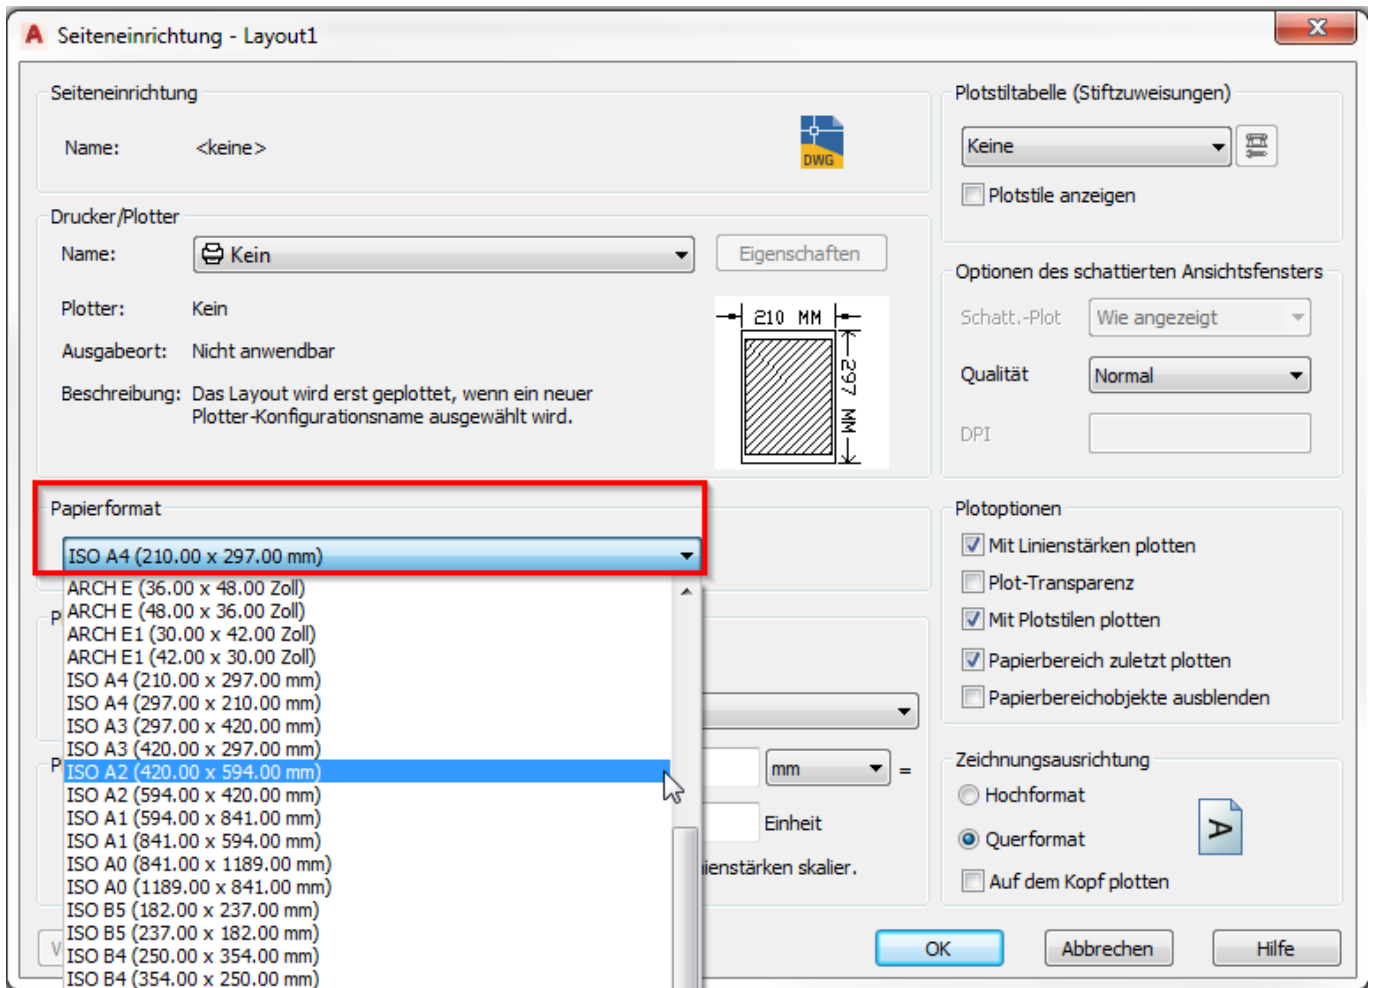 Seiteneinrichtung - Layout1
Seiteneinrichtung
Name: <keine>
DWG
Drucker/Plotter
Name: Kein Eigenschaften
Plotter: Kein
Ausgabeort: Nicht anwendbar
Beschreibung: Das Layout wird erst geplottet, wenn ein neuer
Plotter-Konfigurationsname ausgewählt wird.
210 MM
297 MM
Papierformat
ISO A4 (210.00 x 297.00 mm)
ARCH E (36.00 x 48.00 Zoll)
ARCH E (48.00 x 36.00 Zoll)
ARCH E1 (30.00 x 42.00 Zoll)
ARCH E1 (42.00 x 30.00 Zoll)
ISO A4 (210.00 x 297.00 mm)
ISO A4 (297.00 x 210.00 mm)
ISO A3 (297.00 x 420.00 mm)
ISO A3 (420.00 x 297.00 mm)
ISO A2 (420.00 x 594.00 mm)
ISO A2 (594.00 x 420.00 mm)
ISO A1 (594.00 x 841.00 mm)
ISO A1 (841.00 x 594.00 mm)
ISO A0 (841.00 x 1189.00 mm)
ISO A0 (1189.00 x 841.00 mm)
ISO B5 (182.00 x 237.00 mm)
ISO B5 (237.00 x 182.00 mm)
ISO B4 (250.00 x 354.00 mm)
ISO B4 (354.00 x 250.00 mm)
mm =
Einheit
skalier.
Plotstiltabelle (Stiftzuweisungen)
Keine
Plotstile anzeigen
Optionen des schattierten Ansichtsfensters
Schatt.-Plot Wie angezeigt
Qualität Normal
DPI
Plotoptionen
Mit Linienstärken plotten
Plot-Transparenz
Mit Plotstilen plotten
Papierbereich zuletzt plotten
Papierbereichobjekte ausblenden
Zeichnungsausrichtung
Hochformat
Querformat
Auf dem Kopf plotten
A
OK Abbrechen Hilfe